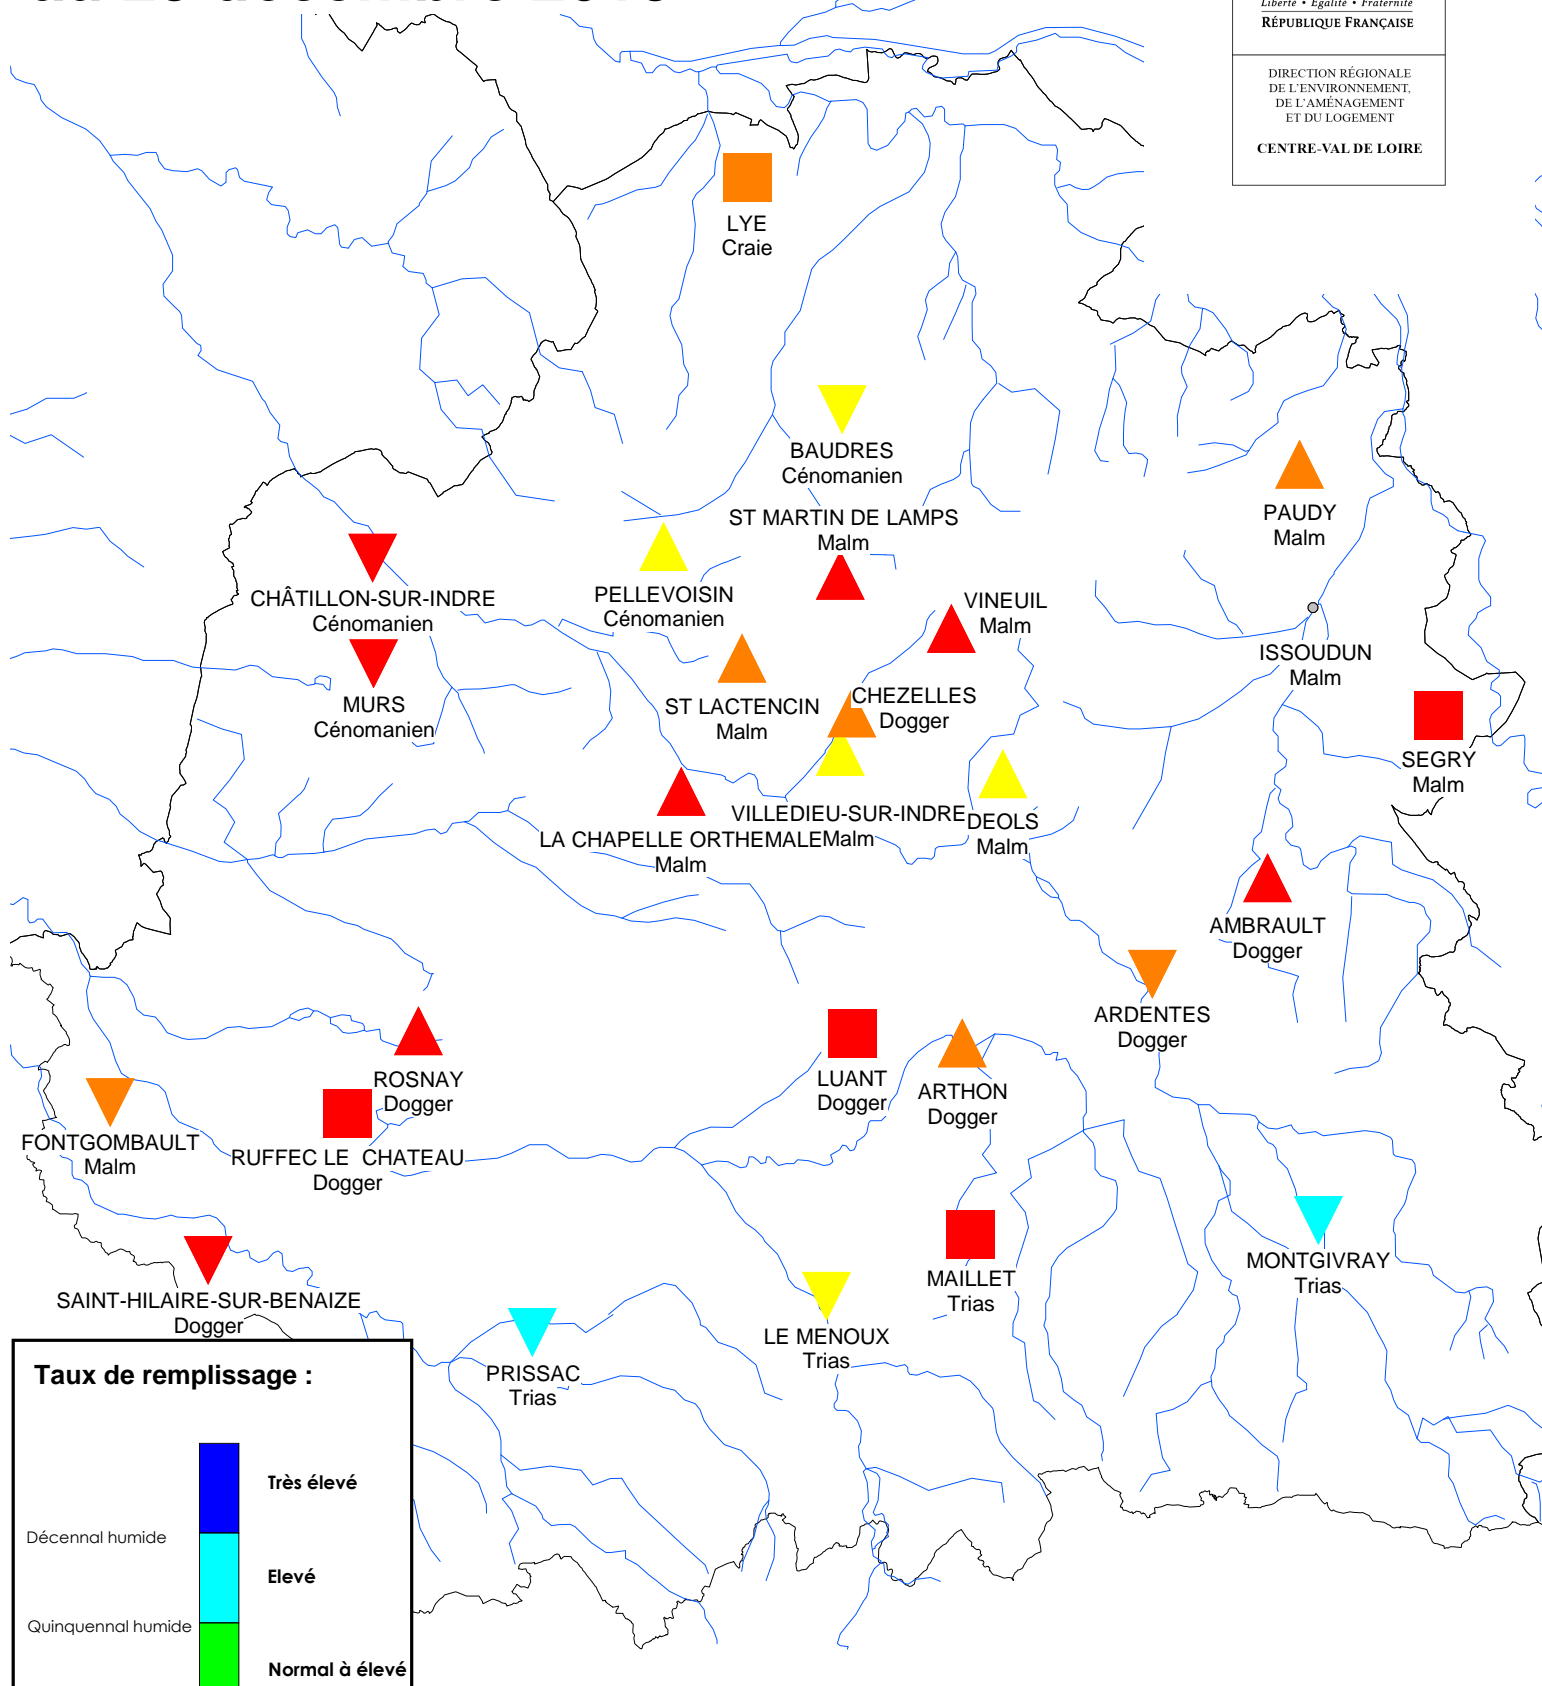 Liberté • Égalité • Fraternité
RÉPUBLIQUE FRANÇAISE
DIRECTION RÉGIONALE
DE L'ENVIRONNEMENT,
DE L'AMÉNAGEMENT
ET DU LOGEMENT
CENTRE-VAL DE LOIRE
LYE
Craie
BAUDRES
Cénomanien
PAUDY
Malm
ST MARTIN DE LAMPS
Malm
CHÂTILLON-SUR-INDRE
Cénomanien
PELLEVOISIN
Cénomanien
VINEUIL
Malm
ISSOUDUN
Malm
MURS
Cénomanien
ST LACTENCIN
Malm
CHEZELLES
Dogger
SEGRY
Malm
VILLEDIEU-SUR-INDRE
Malm
DEOLS
Malm
LA CHAPELLE ORTHEMALE
Malm
AMBRAULT
Dogger
ARDENTES
Dogger
ROSNAY
Dogger
LUANT
Dogger
ARTHON
Dogger
FONTGOMBAULT
Malm
RUFFEC LE  CHATEAU
Dogger
MONTGIVRAY
Trias
MAILLET
Trias
SAINT-HILAIRE-SUR-BENAIZE
Dogger
LE MENOUX
Trias
PRISSAC
Trias
Taux de remplissage :
Très élevé
Décennal humide
Elevé
Quinquennal humide
Normal à élevé